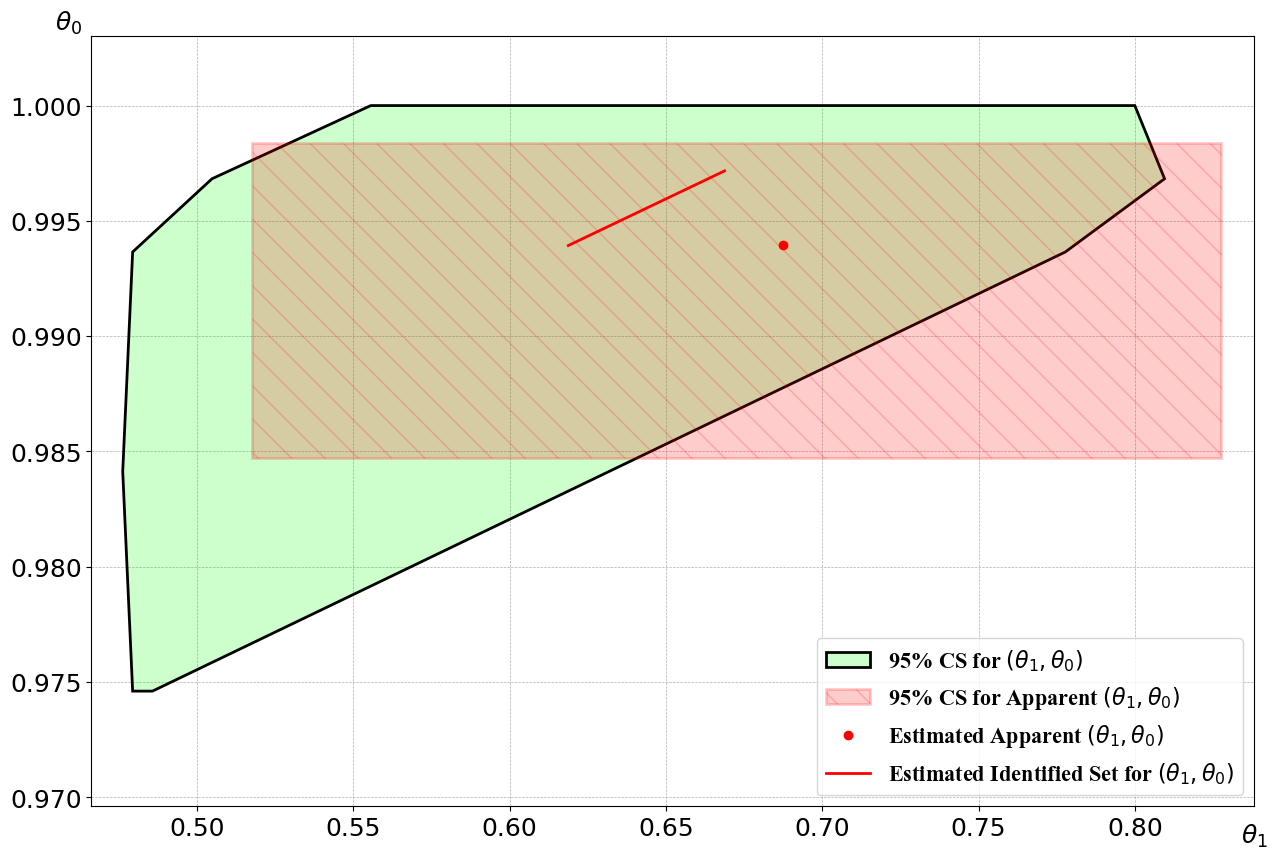 θ₀
1.000
0.995
0.990
0.985
0.980
0.975
0.970
0.50 0.55 0.60 0.65 0.70 0.75 0.80
θ₁
95% CS for (θ₁, θ₀)
95% CS for Apparent (θ₁, θ₀)
Estimated Apparent (θ₁, θ₀)
Estimated Identified Set for (θ₁, θ₀)